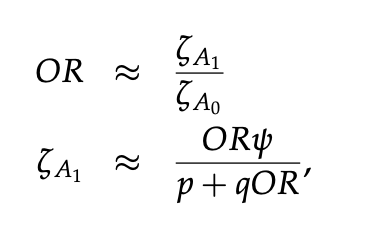 OR ≈ ζ_{A_1} / ζ_{A_0}
ζ_{A_1} ≈ ORψ / (p + qOR),